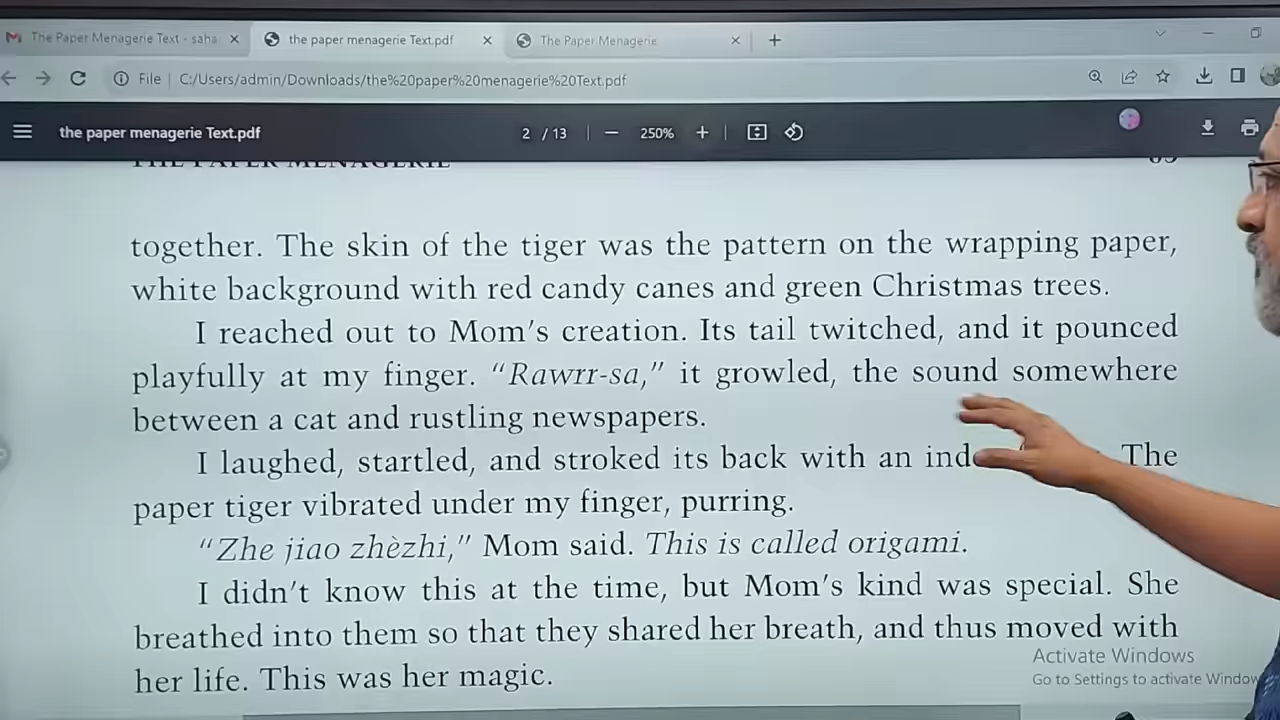 The Paper Menagerie Text - saha
the paper menagerie Text.pdf
The Paper Menagerie
File
C:/Users/admin/Downloads/the%20paper%20menagerie%20Text.pdf
the paper menagerie Text.pdf
2 / 13
250%
THE PAPER MENAGERIE
together. The skin of the tiger was the pattern on the wrapping paper,
white background with red candy canes and green Christmas trees.
I reached out to Mom's creation. Its tail twitched, and it pounced
playfully at my finger. "Rawrr-sa," it growled, the sound somewhere
between a cat and rustling newspapers.
I laughed, startled, and stroked its back with an The
paper tiger vibrated under my finger, purring.
"Zhe jiao zhèzhi," Mom said. This is called origami.
I didn't know this at the time, but Mom's kind was special. She
breathed into them so that they shared her breath, and thus moved with
her life. This was her magic.
Activate Windows
Go to Settings to activate Window